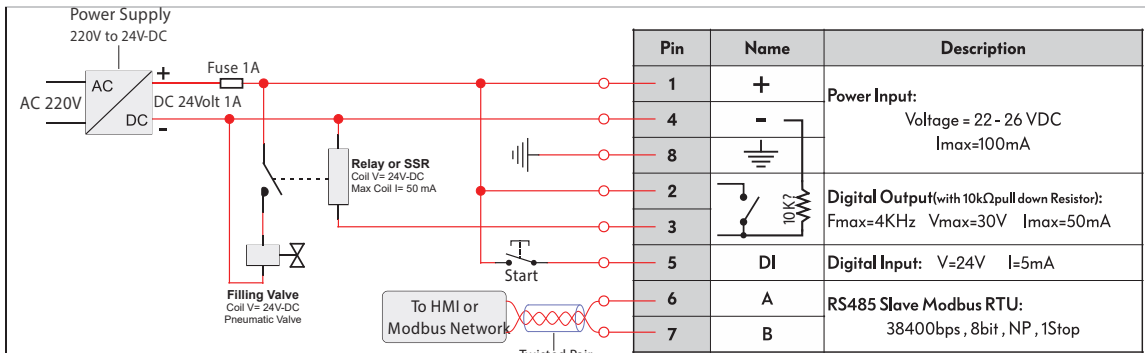 Power Supply
220V to 24V-DC
AC 220V
AC
DC
+
-
Fuse 1A
DC 24Volt 1A
Relay or SSR
Coil V= 24V-DC
Max Coil I= 50 mA
Filling Valve
Coil V= 24V-DC
Pneumatic Valve
Start
To HMI or
Modbus Network
Twisted Pair
Pin Name Description
1 +
Power Input:
4 - Voltage = 22 - 26 VDC
Imax=100mA
8
2
10K?
Digital Output(with 10kΩpull down Resistor):
3 Fmax=4KHz Vmax=30V Imax=50mA
5 DI Digital Input: V=24V I=5mA
6 A RS485 Slave Modbus RTU:
7 B 38400bps , 8bit , NP , 1Stop